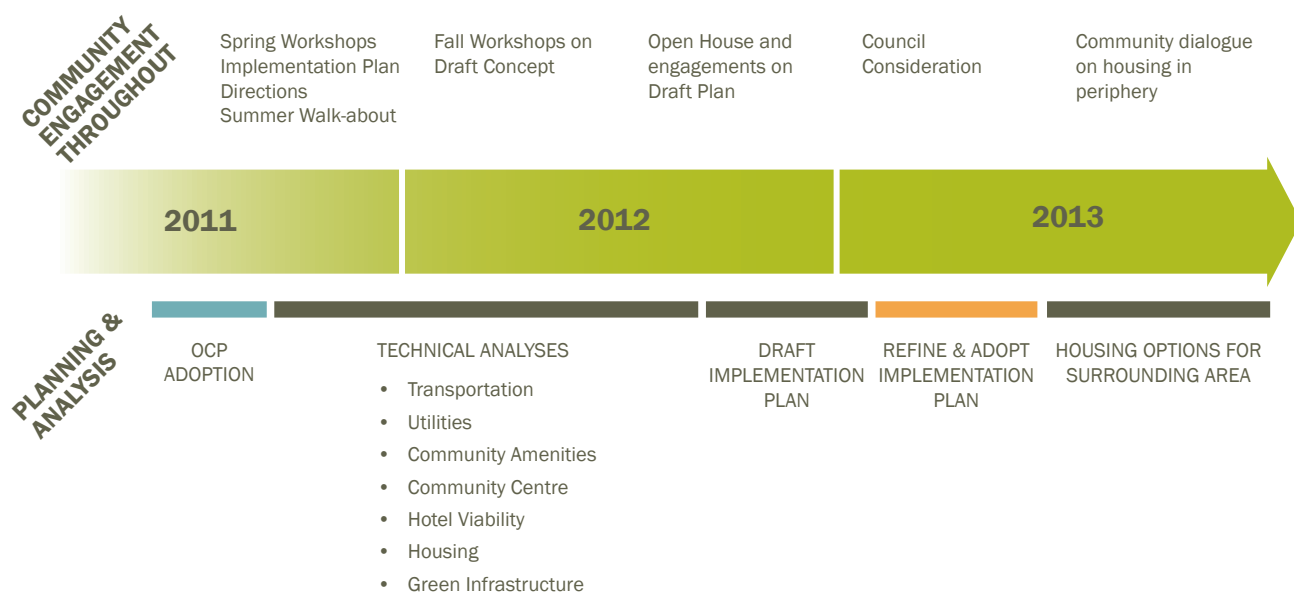 COMMUNITY
ENGAGEMENT
THROUGHOUT
Spring Workshops
Implementation Plan
Directions
Summer Walk-about
Fall Workshops on
Draft Concept
Open House and
engagements on
Draft Plan
Council
Consideration
Community dialogue
on housing in
periphery
2011
2012
2013
PLANNING &
ANALYSIS
OCP
ADOPTION
TECHNICAL ANALYSES
• Transportation
• Utilities
• Community Amenities
• Community Centre
• Hotel Viability
• Housing
• Green Infrastructure
DRAFT
IMPLEMENTATION
PLAN
REFINE & ADOPT
IMPLEMENTATION
PLAN
HOUSING OPTIONS FOR
SURROUNDING AREA